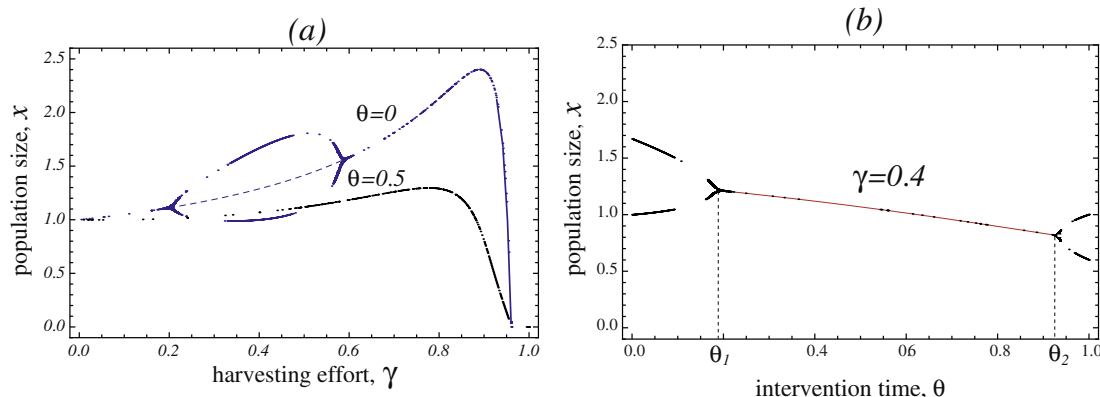 (a)
2.5
2.0
1.5
1.0
0.5
0.0
population size, x
θ=0
θ=0.5
0.0 0.2 0.4 0.6 0.8 1.0
harvesting effort, γ
(b)
2.5
2.0
1.5
1.0
0.5
0.0
population size, x
γ=0.4
0.0 θ1 0.4 0.6 0.8 θ2 1.0
intervention time, θ